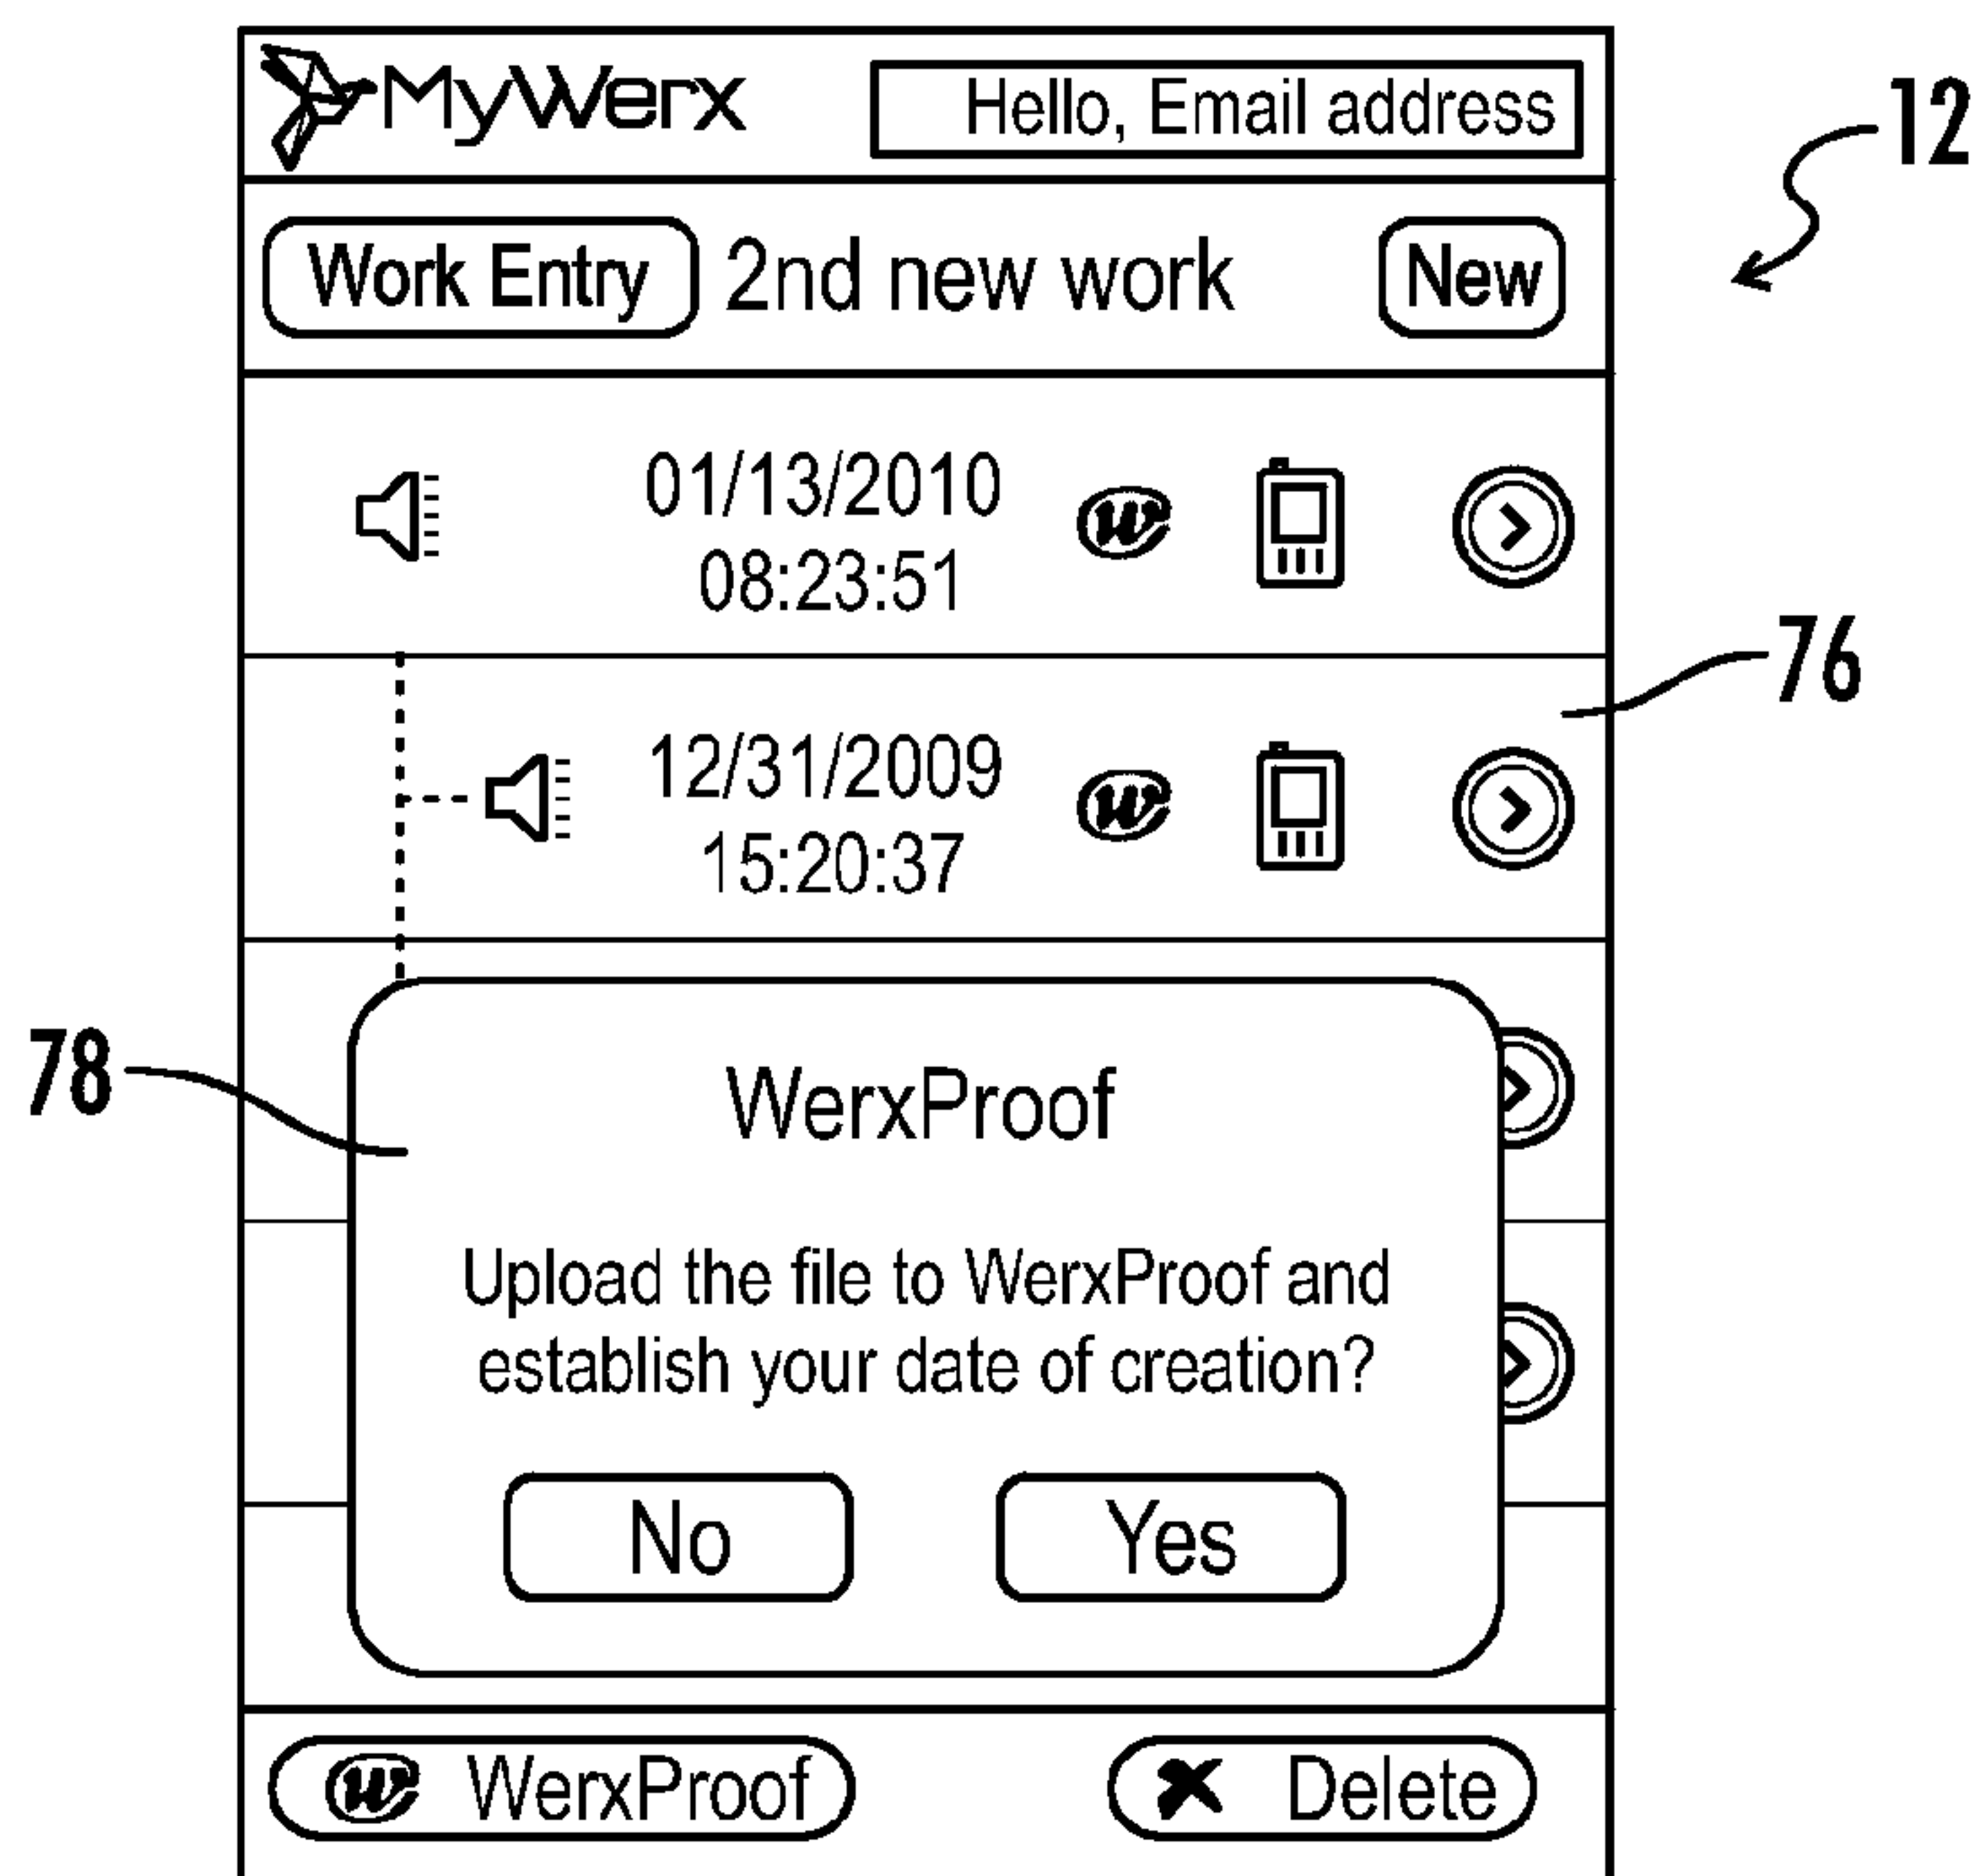 MyWerx
Hello, Email address
12
Work Entry
2nd new work
New
01/13/2010
08:23:51
76
12/31/2009
15:20:37
78
WerxProof
Upload the file to WerxProof and
establish your date of creation?
No
Yes
w WerxProof
Delete